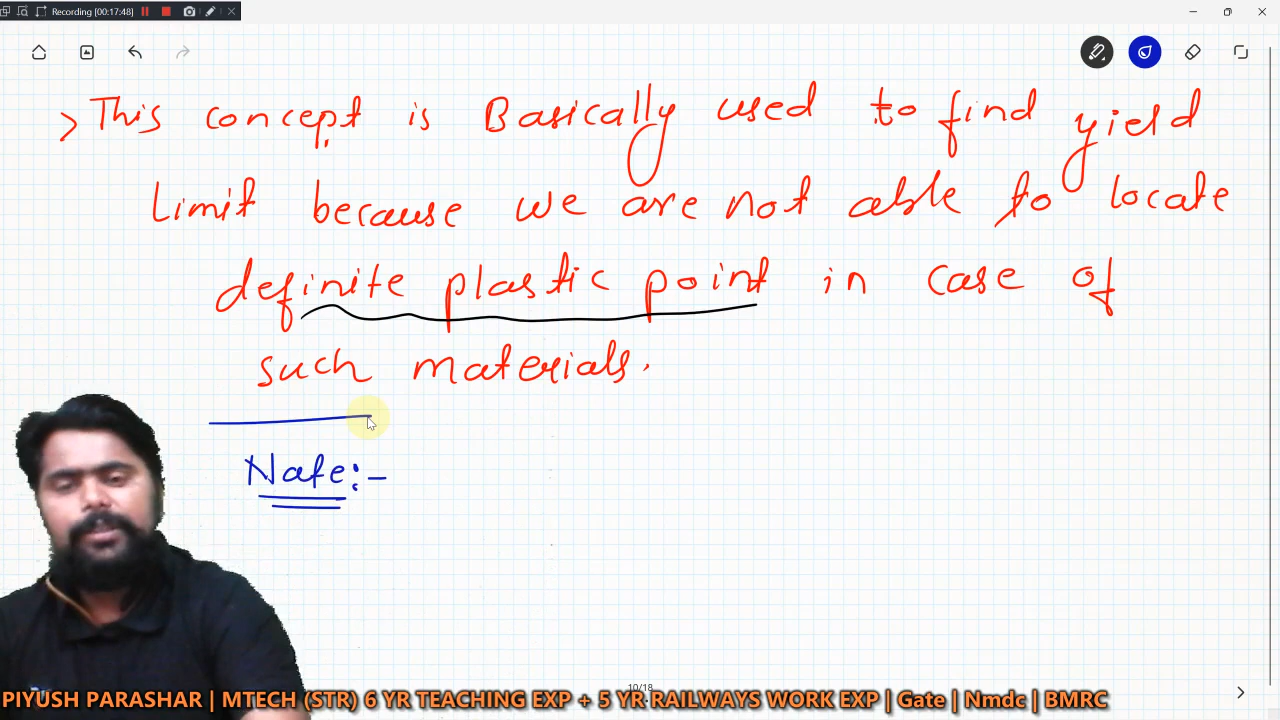 Recording [00:17:48]
> This concept is Basically used to find yield
limit because we are not able to locate
definite plastic point in case of
such materials.
Note:-
10/18
PIYUSH PARASHAR | MTECH (STR) 6 YR TEACHING EXP + 5 YR RAILWAYS WORK EXP | Gate | Nmdc | BMRC